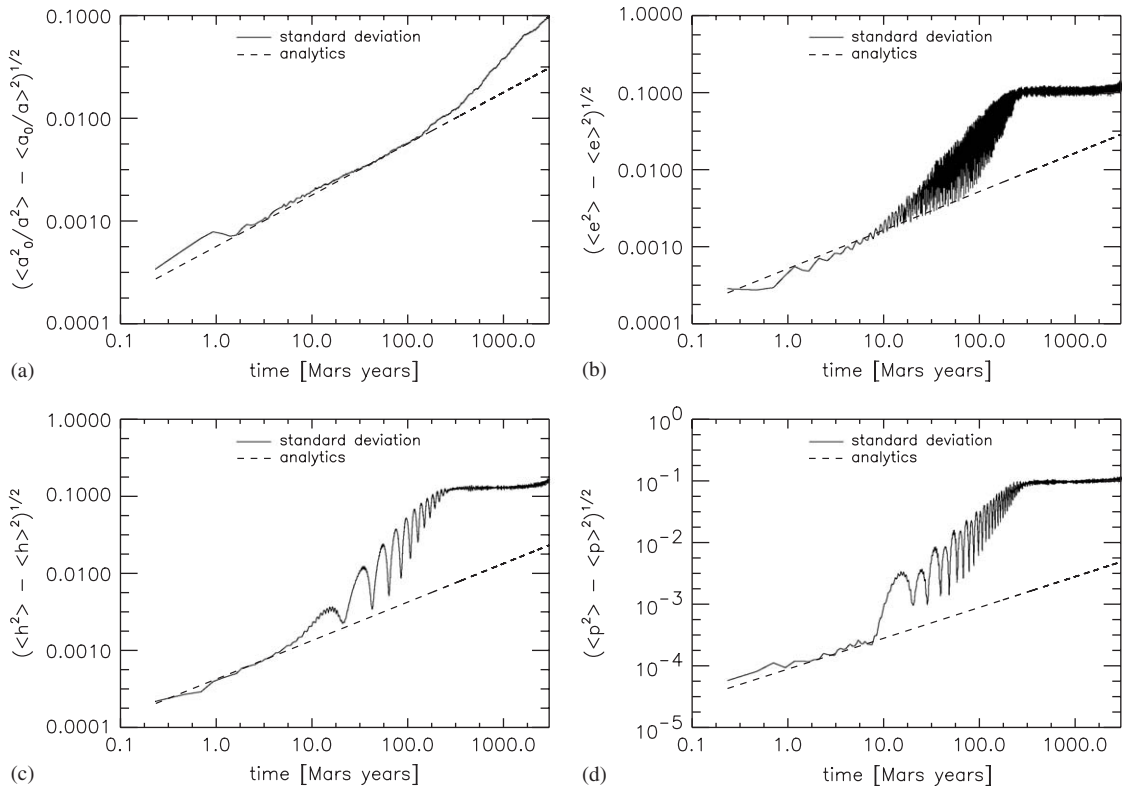 0.1000
0.0100
0.0010
0.0001
(<a²₀/a²> − <a₀/a>²)^1/2
standard deviation
analytics
0.1 1.0 10.0 100.0 1000.0
time [Mars years]
(a)
1.0000
0.1000
0.0100
0.0010
0.0001
(<e²> − <e>²)^1/2
standard deviation
analytics
0.1 1.0 10.0 100.0 1000.0
time [Mars years]
(b)
1.0000
0.1000
0.0100
0.0010
0.0001
(<h²> − <h>²)^1/2
standard deviation
analytics
0.1 1.0 10.0 100.0 1000.0
time [Mars years]
(c)
10⁰
10⁻¹
10⁻²
10⁻³
10⁻⁴
10⁻⁵
(<p²> − <p>²)^1/2
standard deviation
analytics
0.1 1.0 10.0 100.0 1000.0
time [Mars years]
(d)